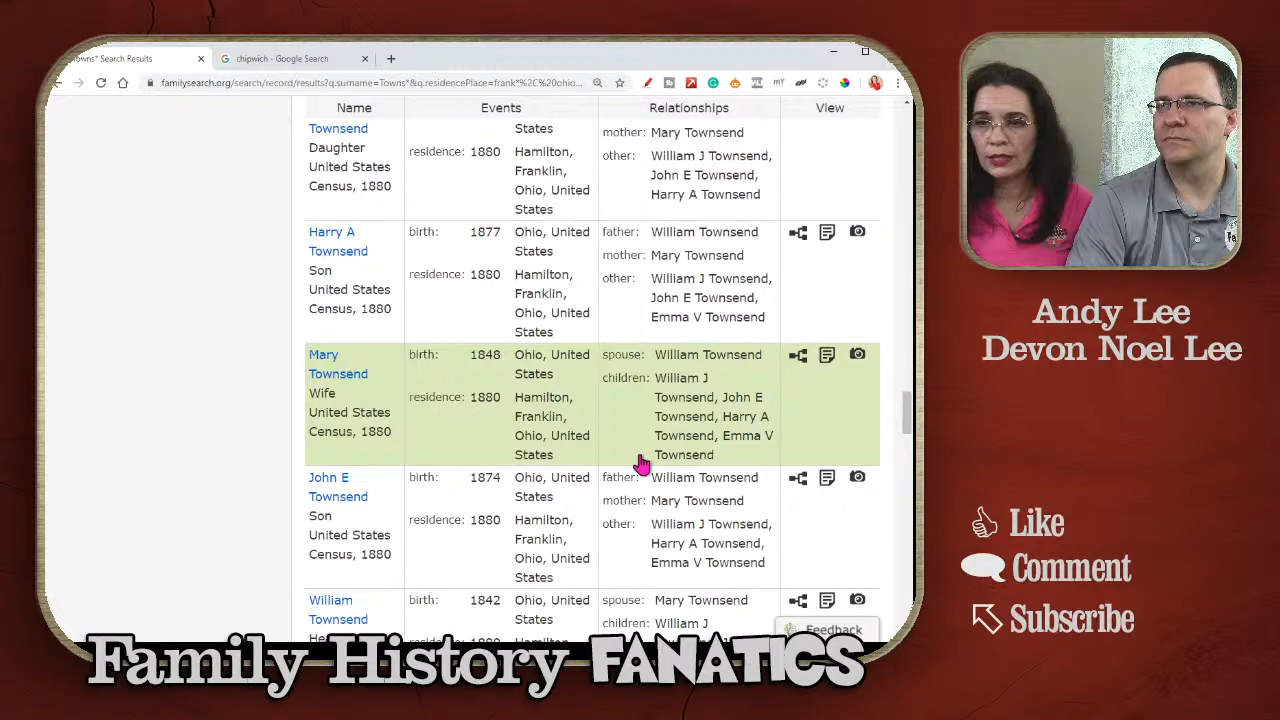 Towns* Search Results
chipwich - Google Search
familysearch.org/search/record/results?q.surname=Towns*&q.residencePlace=frank*%2C%20ohio...
Name Events Relationships View
Townsend
Daughter
United States
Census, 1880
States
residence: 1880 Hamilton,
Franklin,
Ohio, United
States
mother: Mary Townsend
other: William J Townsend,
John E Townsend,
Harry A Townsend
Harry A
Townsend
Son
United States
Census, 1880
birth: 1877 Ohio, United
States
residence: 1880 Hamilton,
Franklin,
Ohio, United
States
father: William Townsend
mother: Mary Townsend
other: William J Townsend,
John E Townsend,
Emma V Townsend
Mary
Townsend
Wife
United States
Census, 1880
birth: 1848 Ohio, United
States
residence: 1880 Hamilton,
Franklin,
Ohio, United
States
spouse: William Townsend
children: William J
Townsend, John E
Townsend, Harry A
Townsend, Emma V
Townsend
John E
Townsend
Son
United States
Census, 1880
birth: 1874 Ohio, United
States
residence: 1880 Hamilton,
Franklin,
Ohio, United
States
father: William Townsend
mother: Mary Townsend
other: William J Townsend,
Harry A Townsend,
Emma V Townsend
William
Townsend
birth: 1842 Ohio, United
States
spouse: Mary Townsend
children: William J
Feedback
Andy Lee
Devon Noel Lee
Like
Comment
Subscribe
Family History FANATICS